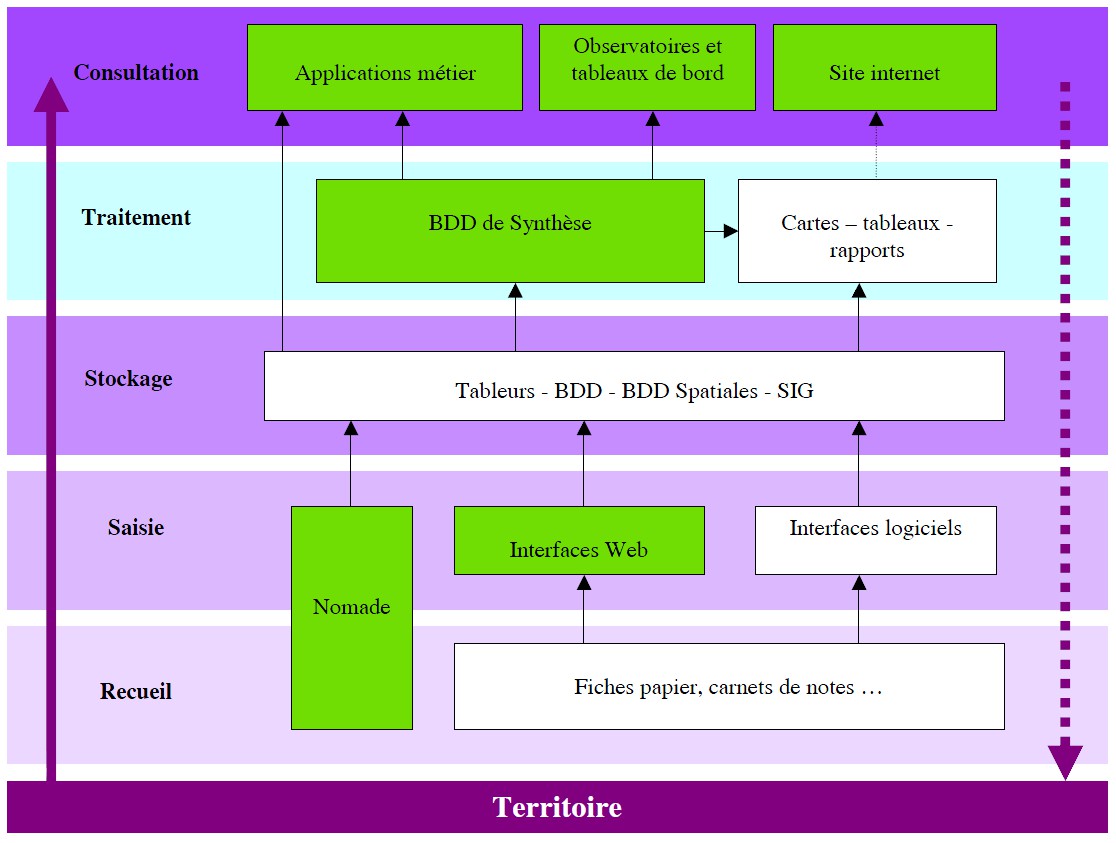 Consultation
Applications métier
Observatoires et
tableaux de bord
Site internet
Traitement
BDD de Synthèse
Cartes – tableaux -
rapports
Stockage
Tableurs - BDD - BDD Spatiales - SIG
Saisie
Interfaces Web
Interfaces logiciels
Nomade
Recueil
Fiches papier, carnets de notes …
Territoire